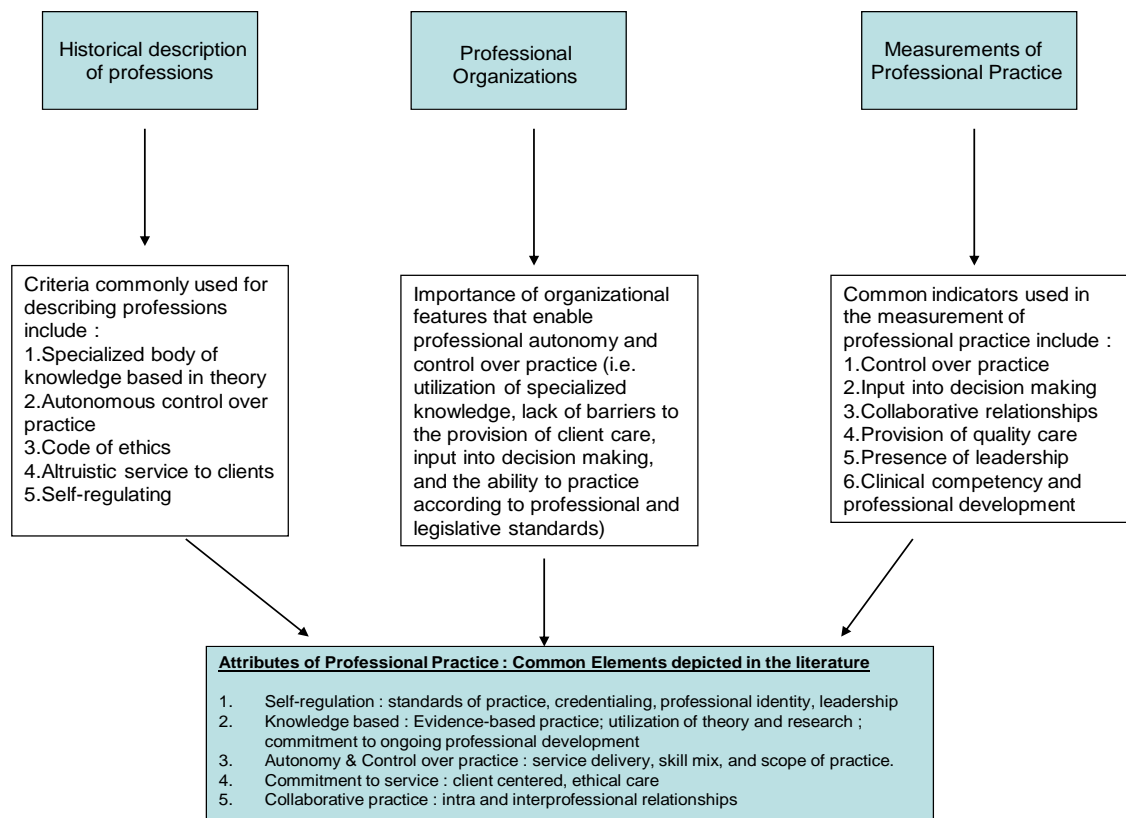 Historical description
of professions
Professional
Organizations
Measurements of
Professional Practice
Criteria commonly used for
describing professions
include :
1.Specialized body of
knowledge based in theory
2.Autonomous control over
practice
3.Code of ethics
4.Altruistic service to clients
5.Self-regulating
Importance of organizational
features that enable
professional autonomy and
control over practice (i.e.
utilization of specialized
knowledge, lack of barriers to
the provision of client care,
input into decision making,
and the ability to practice
according to professional and
legislative standards)
Common indicators used in
the measurement of
professional practice include :
1.Control over practice
2.Input into decision making
3.Collaborative relationships
4.Provision of quality care
5.Presence of leadership
6.Clinical competency and
professional development
Attributes of Professional Practice : Common Elements depicted in the literature
1. Self-regulation : standards of practice, credentialing, professional identity, leadership
2. Knowledge based : Evidence-based practice; utilization of theory and research ;
commitment to ongoing professional development
3. Autonomy & Control over practice : service delivery, skill mix, and scope of practice.
4. Commitment to service : client centered, ethical care
5. Collaborative practice : intra and interprofessional relationships